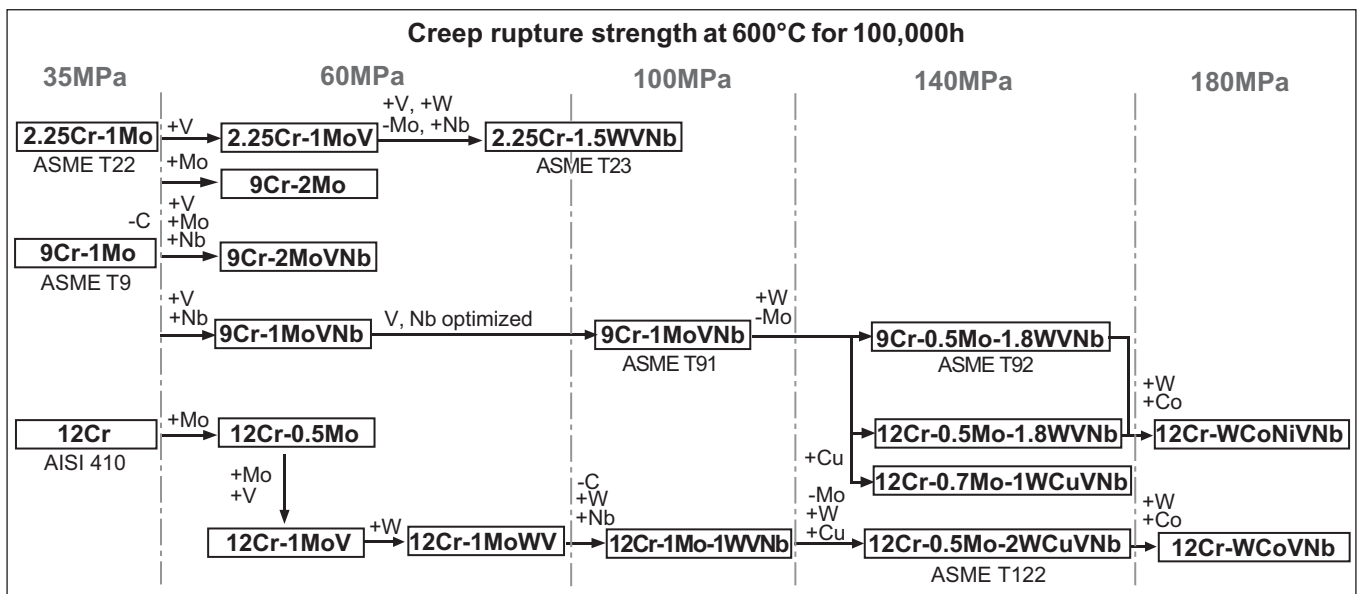 Creep rupture strength at 600°C for 100,000h
35MPa
60MPa
100MPa
140MPa
180MPa
+V, +W
-Mo, +Nb
2.25Cr-1Mo
+V
2.25Cr-1MoV
2.25Cr-1.5WVNb
ASME T22
ASME T23
+Mo
9Cr-2Mo
-C
+V
+Mo
+Nb
9Cr-1Mo
9Cr-2MoVNb
ASME T9
+V
+Nb
9Cr-1MoVNb
V, Nb optimized
9Cr-1MoVNb
ASME T91
+W
-Mo
9Cr-0.5Mo-1.8WVNb
ASME T92
+W
+Co
12Cr
AISI 410
+Mo
12Cr-0.5Mo
12Cr-0.5Mo-1.8WVNb
12Cr-WCoNiVNb
+Cu
12Cr-0.7Mo-1WCuVNb
+Mo
+V
12Cr-1MoV
+W
12Cr-1MoWV
-C
+W
+Nb
12Cr-1Mo-1WVNb
-Mo
+W
+Cu
12Cr-0.5Mo-2WCuVNb
ASME T122
+W
+Co
12Cr-WCoVNb